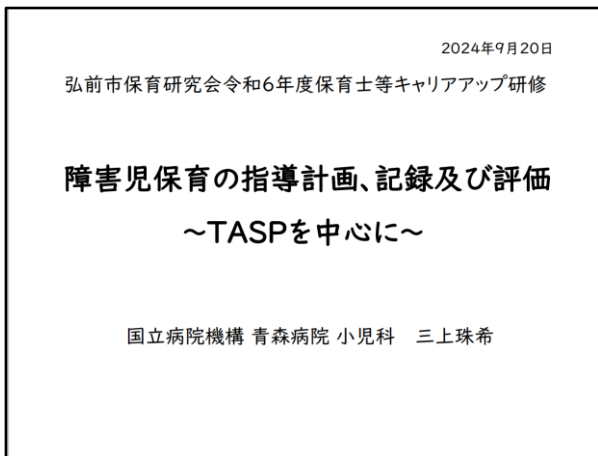 2024年9月20日
弘前市保育研究会令和6年度保育士等キャリアアップ研修
障害児保育の指導計画、記録及び評価
~TASPを中心に~
国立病院機構 青森病院 小児科　三上珠希